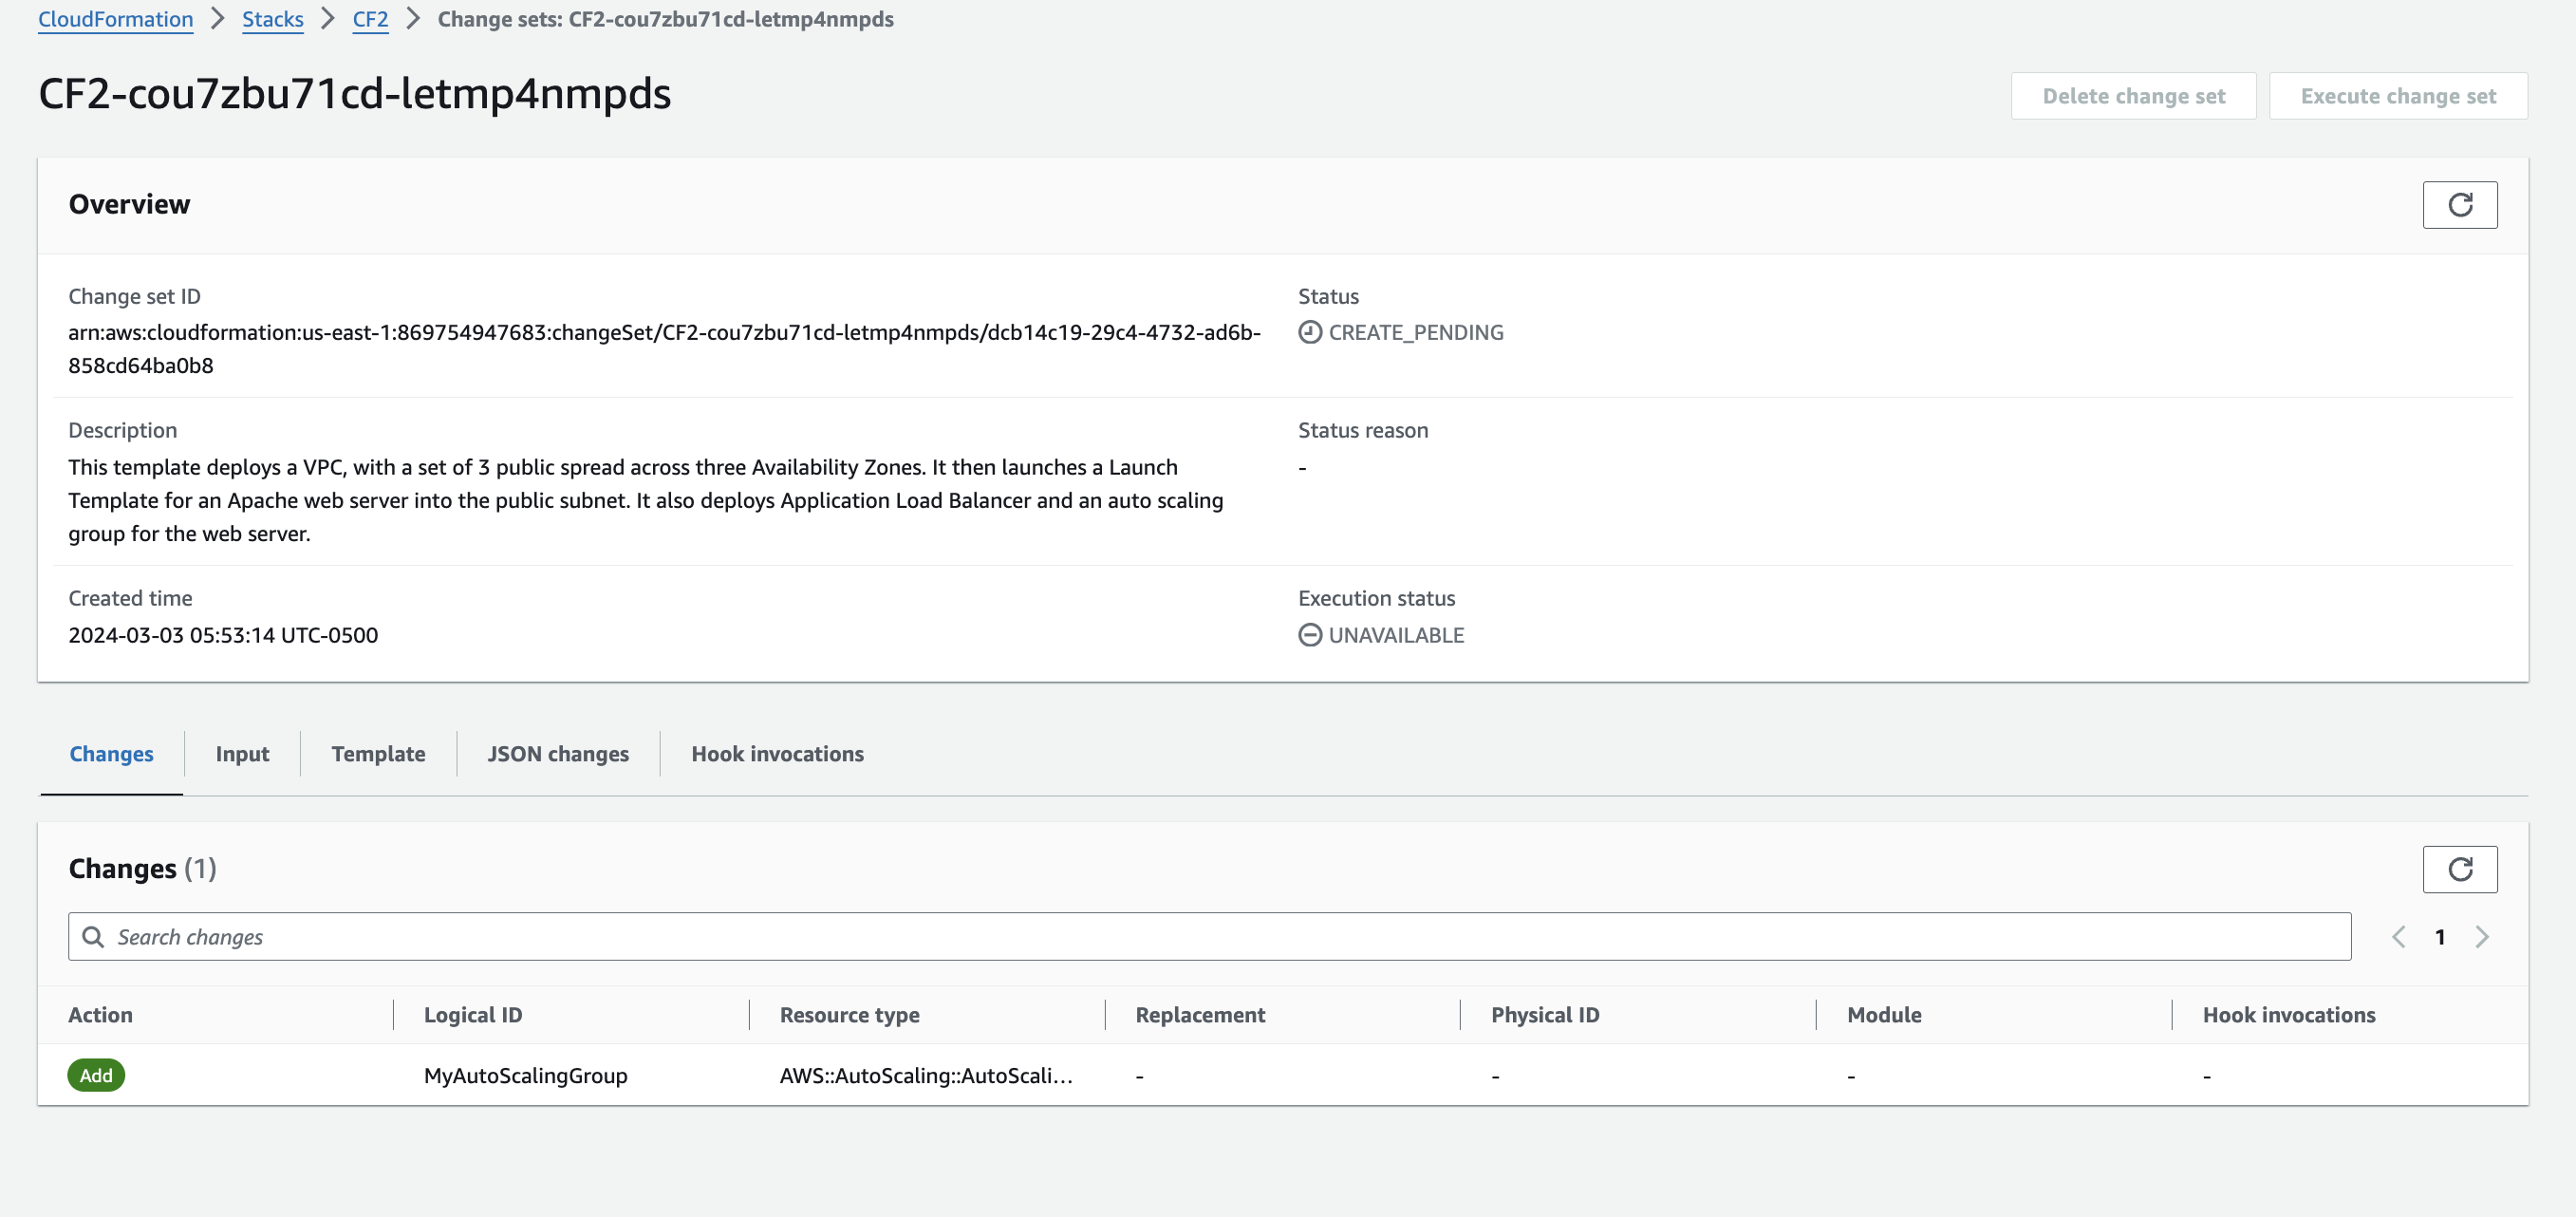 CloudFormation > Stacks > CF2 > Change sets: CF2-cou7zbu71cd-letmp4nmpds
CF2-cou7zbu71cd-letmp4nmpds
Delete change set
Execute change set
Overview
Change set ID
arn:aws:cloudformation:us-east-1:869754947683:changeSet/CF2-cou7zbu71cd-letmp4nmpds/dcb14c19-29c4-4732-ad6b-
858cd64ba0b8
Status
CREATE_PENDING
Description
This template deploys a VPC, with a set of 3 public spread across three Availability Zones. It then launches a Launch
Template for an Apache web server into the public subnet. It also deploys Application Load Balancer and an auto scaling
group for the web server.
Status reason
-
Created time
2024-03-03 05:53:14 UTC-0500
Execution status
UNAVAILABLE
Changes
Input
Template
JSON changes
Hook invocations
Changes (1)
Search changes
< 1 >
Action Logical ID Resource type Replacement Physical ID Module Hook invocations
Add MyAutoScalingGroup AWS::AutoScaling::AutoScali... - - - -